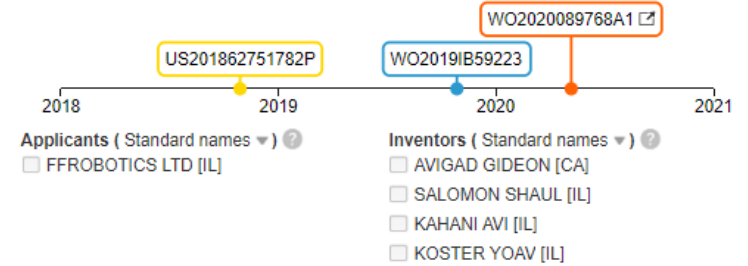 WO2020089768A1
US201862751782P WO2019IB59223
2018 2019 2020 2021
Applicants ( Standard names ▾ ) ?
FFROBOTICS LTD [IL]
Inventors ( Standard names ▾ ) ?
AVIGAD GIDEON [CA]
SALOMON SHAUL [IL]
KAHANI AVI [IL]
KOSTER YOAV [IL]